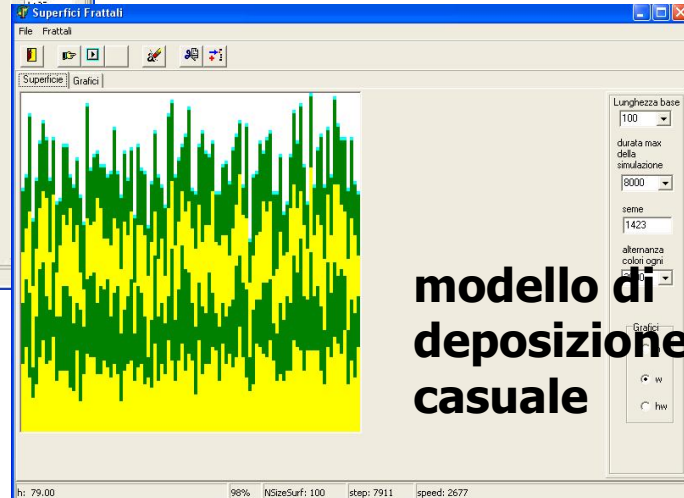 Superfici Frattali
File Frattali
Superficie Grafici
Lunghezza base
100
durata max
della
simulazione
8000
seme
1423
alternanza
colori ogni
modello di
deposizione
casuale
Grafici
w
hw
h: 79.00 98% NSizeSurf: 100 step: 7911 speed: 2677